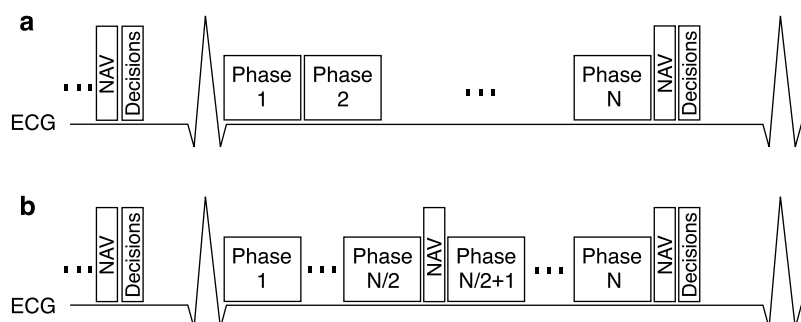 a
NAV
Decisions
Phase
1
Phase
2
...
Phase
N
NAV
Decisions
...
ECG
b
NAV
Decisions
Phase
1
...
Phase
N/2
NAV
Phase
N/2+1
...
Phase
N
NAV
Decisions
...
ECG